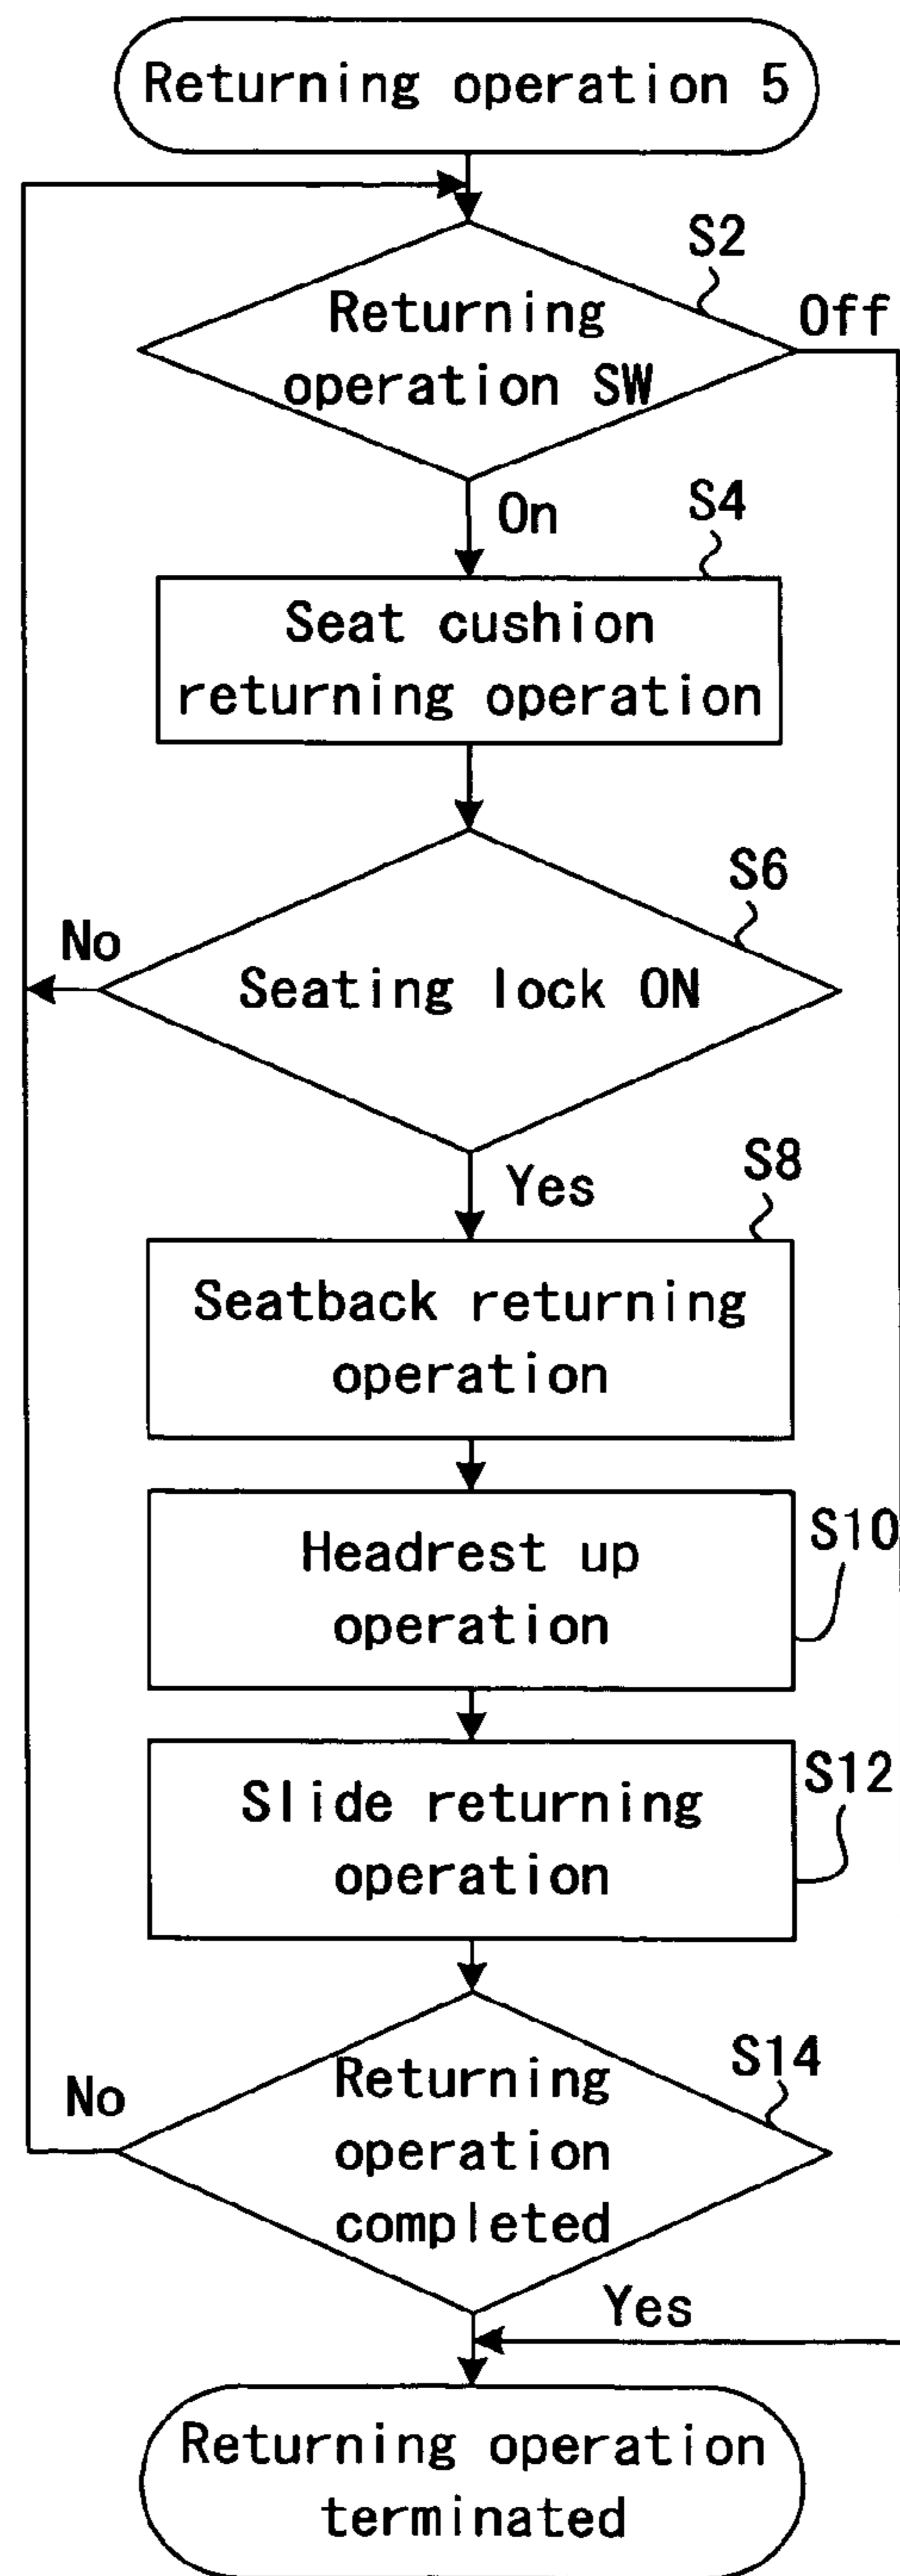 Returning operation 5
S2
Returning
operation SW
Off
On
S4
Seat cushion
returning operation
S6
No
Seating lock ON
Yes
S8
Seatback returning
operation
S10
Headrest up
operation
S12
Slide returning
operation
S14
No
Returning
operation
completed
Yes
Returning operation
terminated